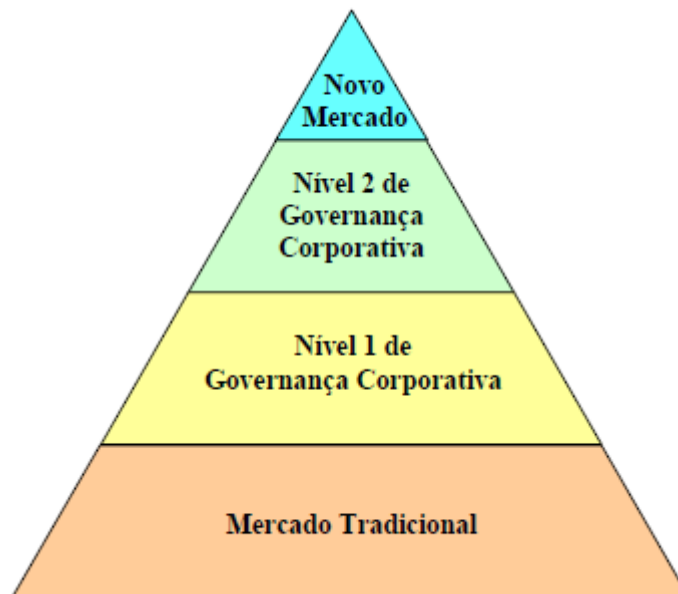 Novo
Mercado
Nível 2 de
Governança
Corporativa
Nível 1 de
Governança Corporativa
Mercado Tradicional